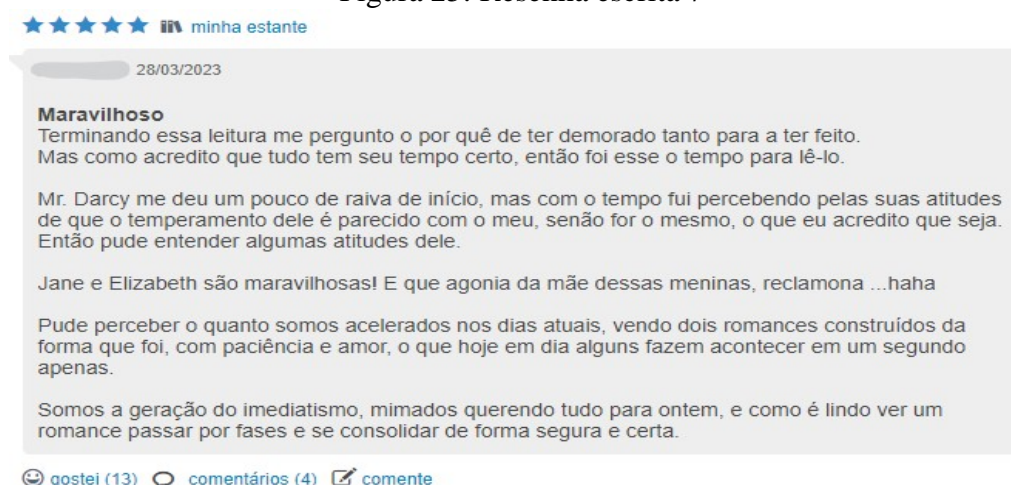 minha estante
28/03/2023
Maravilhoso
Terminando essa leitura me pergunto o por quê de ter demorado tanto para a ter feito.
Mas como acredito que tudo tem seu tempo certo, então foi esse o tempo para lê-lo.
Mr. Darcy me deu um pouco de raiva de início, mas com o tempo fui percebendo pelas suas atitudes
de que o temperamento dele é parecido com o meu, senão for o mesmo, o que eu acredito que seja.
Então pude entender algumas atitudes dele.
Jane e Elizabeth são maravilhosas! E que agonia da mãe dessas meninas, reclamona ...haha
Pude perceber o quanto somos acelerados nos dias atuais, vendo dois romances construídos da
forma que foi, com paciência e amor, o que hoje em dia alguns fazem acontecer em um segundo
apenas.
Somos a geração do imediatismo, mimados querendo tudo para ontem, e como é lindo ver um
romance passar por fases e se consolidar de forma segura e certa.
gostei (13) comentários (4) comente